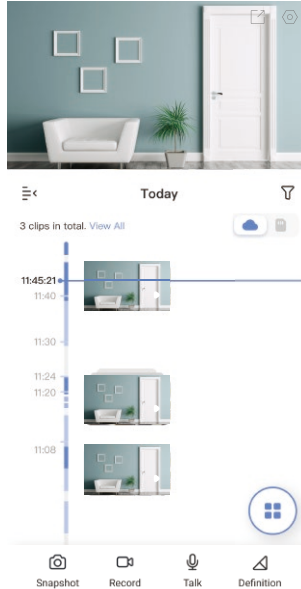 Today
3 clips in total. View All
11:45:21
11:40
11:30
11:24
11:20
11:08
Snapshot Record Talk Definition